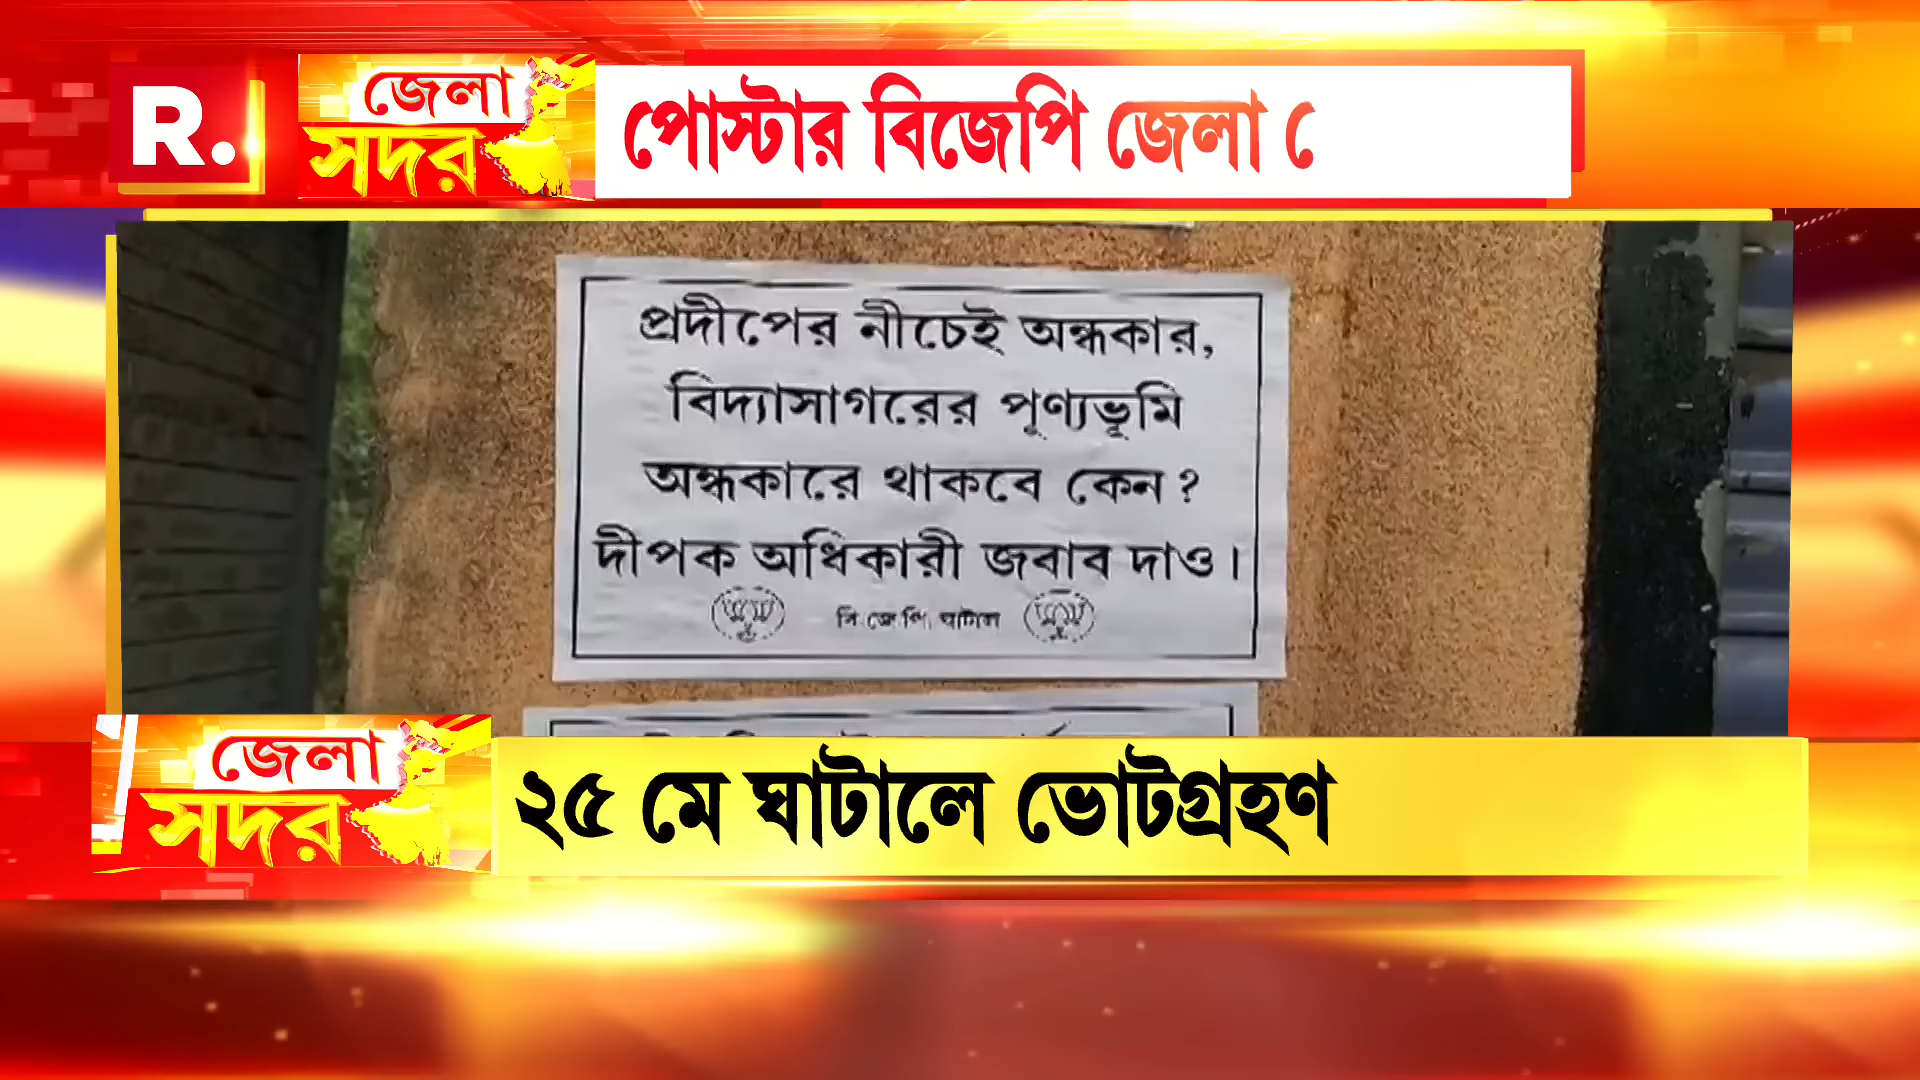 R.
জেলা
সদর
পোস্টার বিজেপি জেলা
প্রদীপের নীচেই অন্ধকার,
বিদ্যাসাগরের পূণ্যভূমি
অন্ধকারে থাকবে কেন?
দীপক অধিকারী জবাব দাও।
বি.জে.পি. ঘাটাল
জেলা
সদর
২৫ মে ঘাটালে ভোটগ্রহণ